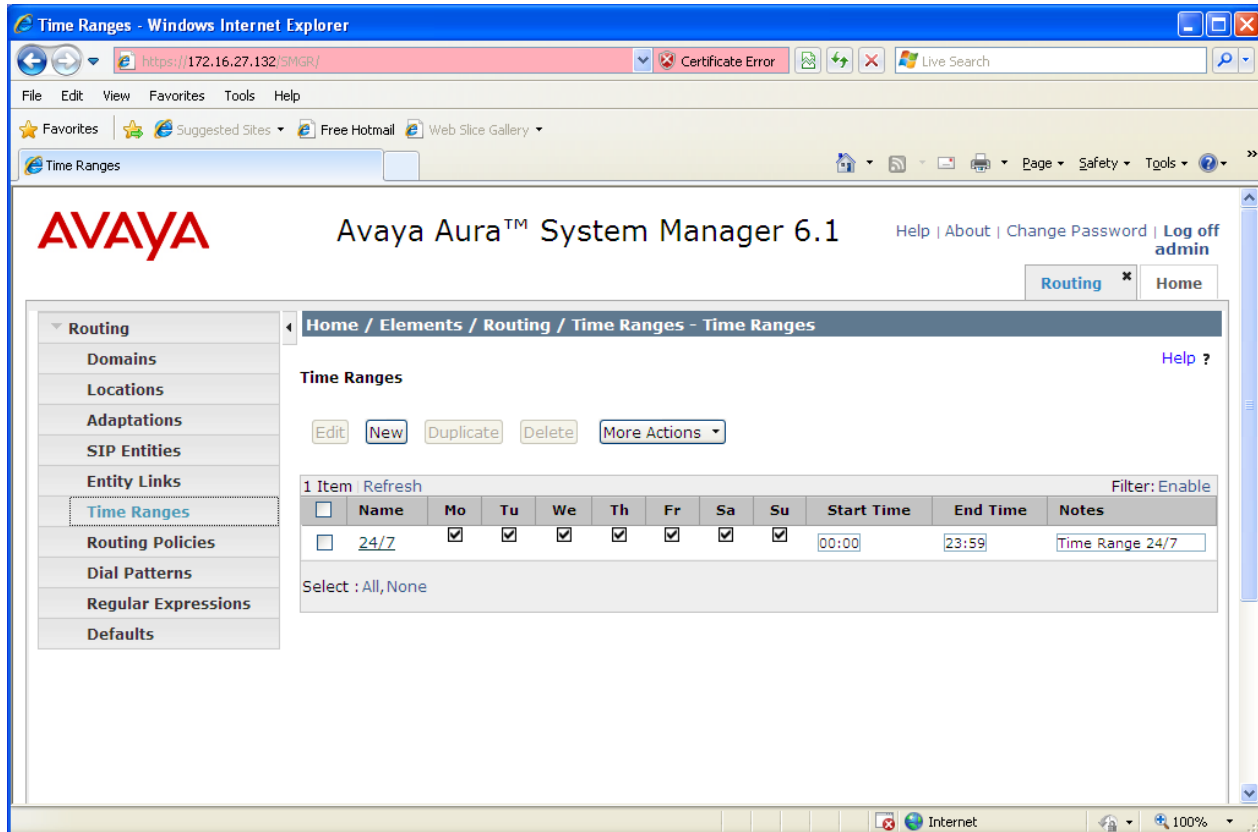 Time Ranges - Windows Internet Explorer
https://172.16.27.132/SMGR/
Certificate Error
Live Search
File Edit View Favorites Tools Help
Favorites Suggested Sites Free Hotmail Web Slice Gallery
Time Ranges
Page Safety Tools »
AVAYA
Avaya Aura™ System Manager 6.1
Help | About | Change Password | Log off admin
Routing Home
Routing
Domains
Locations
Adaptations
SIP Entities
Entity Links
Time Ranges
Routing Policies
Dial Patterns
Regular Expressions
Defaults
Home / Elements / Routing / Time Ranges - Time Ranges
Help ?
Time Ranges
Edit New Duplicate Delete More Actions
1 Item | Refresh Filter: Enable
Name Mo Tu We Th Fr Sa Su Start Time End Time Notes
24/7 00:00 23:59 Time Range 24/7
Select : All, None
Internet 100%